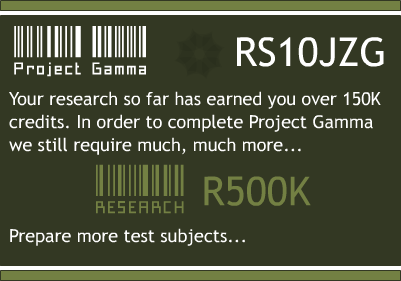 Project Gamma
RS10JZG
Your research so far has earned you over 150K
credits. In order to complete Project Gamma
we still require much, much more...
RESEARCH
R500K
Prepare more test subjects...